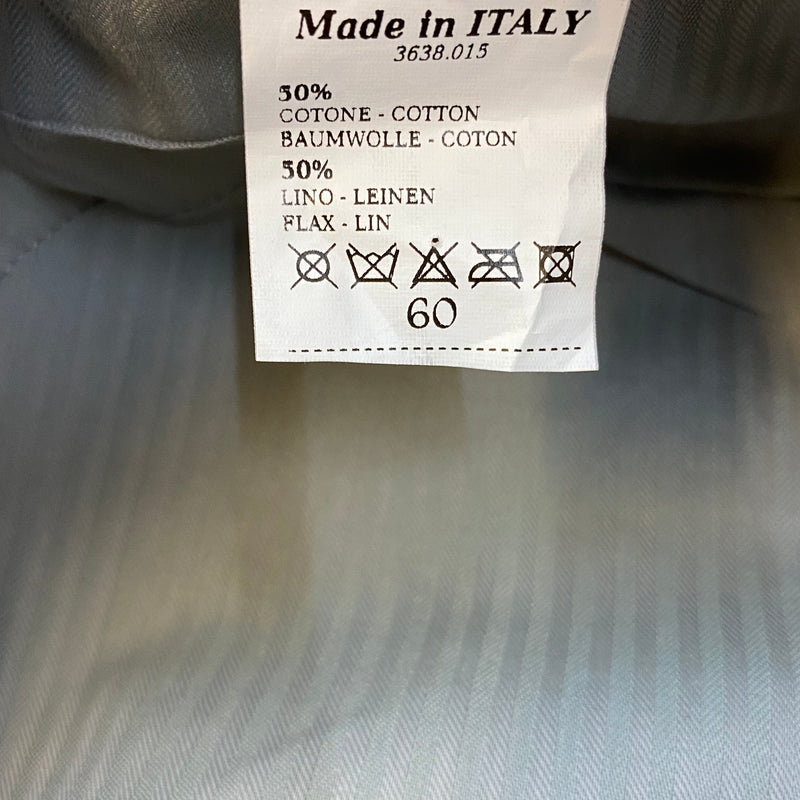 Made in ITALY
3638.015
50%
COTONE - COTTON
BAUMWOLLE - COTON
50%
LINO - LEINEN
FLAX - LIN
60